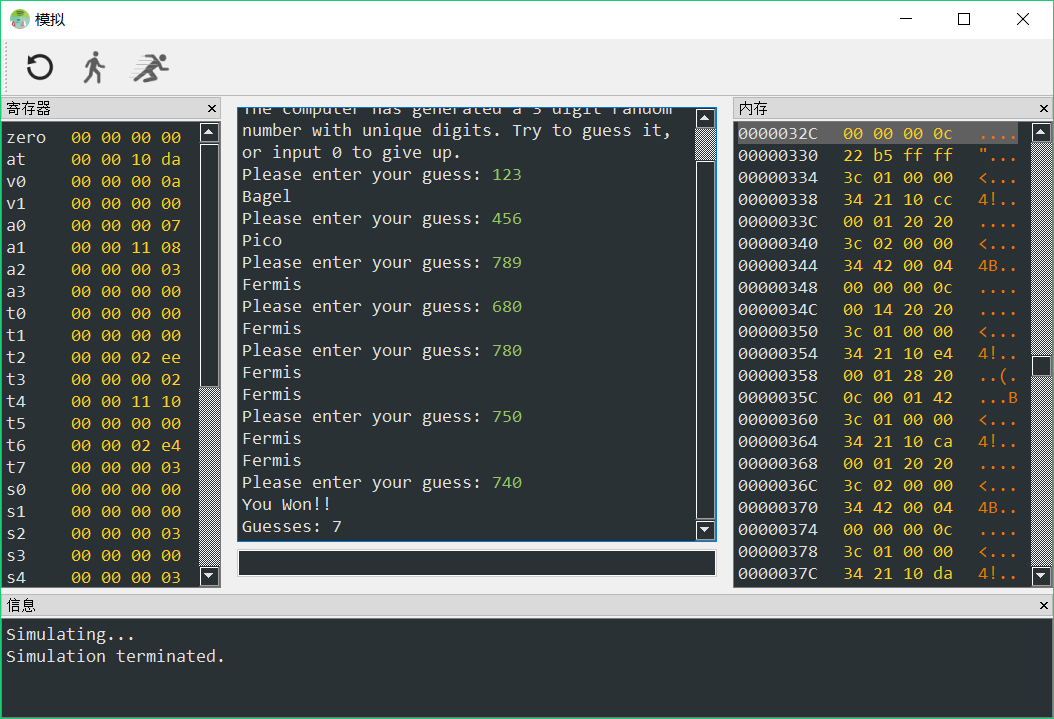 模拟
寄存器 ×
zero 00 00 00 00
at 00 00 10 da
v0 00 00 00 0a
v1 00 00 00 00
a0 00 00 00 07
a1 00 00 11 08
a2 00 00 00 03
a3 00 00 00 00
t0 00 00 00 00
t1 00 00 00 00
t2 00 00 02 ee
t3 00 00 00 02
t4 00 00 11 10
t5 00 00 00 00
t6 00 00 02 e4
t7 00 00 00 03
s0 00 00 00 00
s1 00 00 00 00
s2 00 00 00 03
s3 00 00 00 00
s4 00 00 00 03
The computer has generated a 3 digit random
number with unique digits. Try to guess it,
or input 0 to give up.
Please enter your guess: 123
Bagel
Please enter your guess: 456
Pico
Please enter your guess: 789
Fermis
Please enter your guess: 680
Fermis
Please enter your guess: 780
Fermis
Fermis
Please enter your guess: 750
Fermis
Fermis
Please enter your guess: 740
You Won!!
Guesses: 7
内存 ×
0000032C 00 00 00 0c ....
00000330 22 b5 ff ff "...
00000334 3c 01 00 00 <...
00000338 34 21 10 cc 4!..
0000033C 00 01 20 20 ....
00000340 3c 02 00 00 <...
00000344 34 42 00 04 4B..
00000348 00 00 00 0c ....
0000034C 00 14 20 20 ....
00000350 3c 01 00 00 <...
00000354 34 21 10 e4 4!..
00000358 00 01 28 20 ..(.
0000035C 0c 00 01 42 ...B
00000360 3c 01 00 00 <...
00000364 34 21 10 ca 4!..
00000368 00 01 20 20 ....
0000036C 3c 02 00 00 <...
00000370 34 42 00 04 4B..
00000374 00 00 00 0c ....
00000378 3c 01 00 00 <...
0000037C 34 21 10 da 4!..
信息 ×
Simulating...
Simulation terminated.